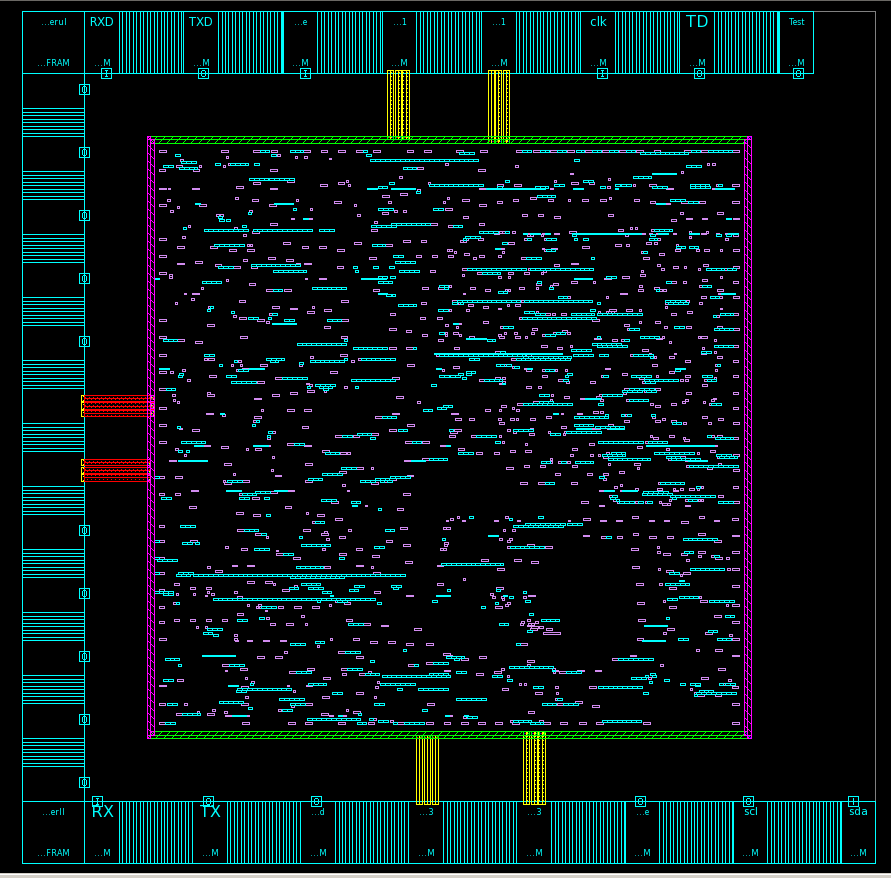 ...erul RXD TXD ...e ...1 ...1 clk TD Test
...FRAM ...M ...M ...M ...M ...M ...M ...M ...M
I O I I O O
O
O
O
O
O
O
O
O
O
O
I O O O O I
...erll RX TX ...d ...3 ...3 ...e scl sda
...FRAM ...M ...M ...M ...M ...M ...M ...M ...M